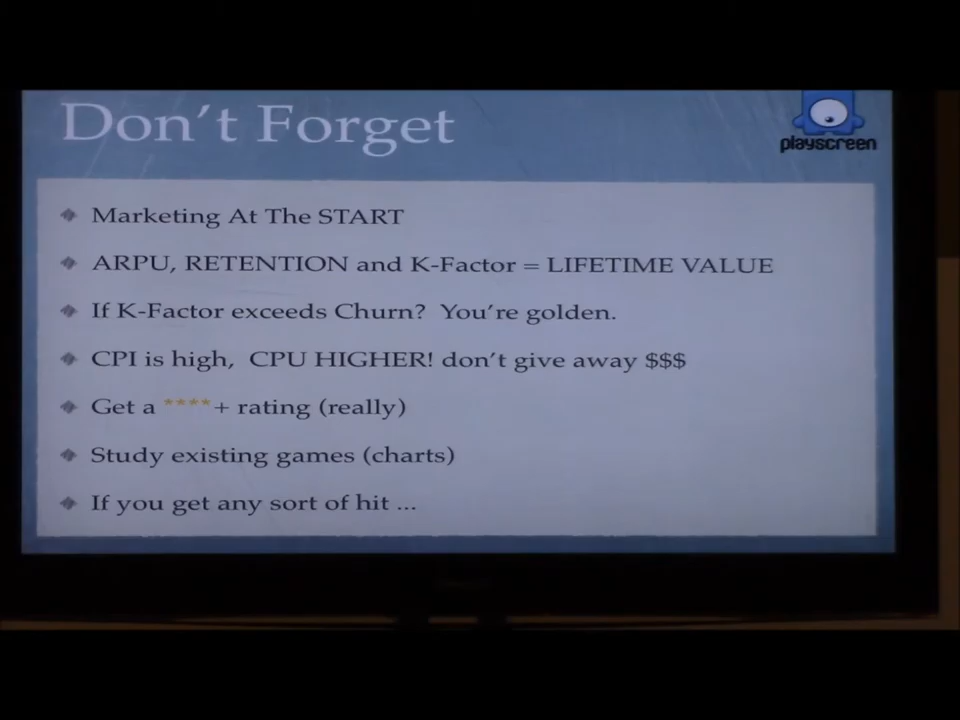 Don't Forget
playscreen
Marketing At The START
ARPU, RETENTION and K-Factor = LIFETIME VALUE
If K-Factor exceeds Churn?  You're golden.
CPI is high,  CPU HIGHER! don't give away $$$
Get a ****+ rating (really)
Study existing games (charts)
If you get any sort of hit ...